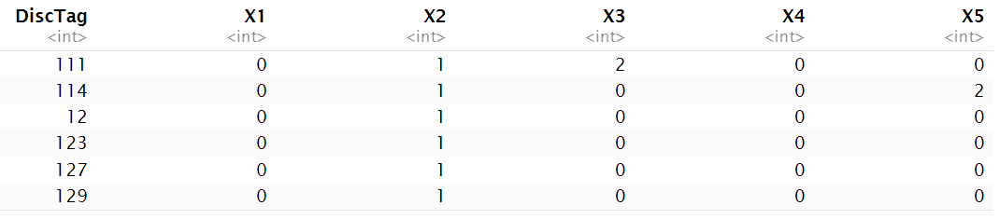 DiscTag X1 X2 X3 X4 X5
<int> <int> <int> <int> <int> <int>
111 0 1 2 0 0
114 0 1 0 0 2
12 0 1 0 0 0
123 0 1 0 0 0
127 0 1 0 0 0
129 0 1 0 0 0